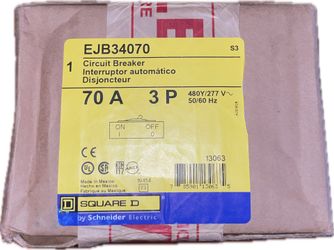 EJB34070
S3
1 Circuit Breaker
Interruptor automático
Disjoncteur
70 A 3 P 480Y/277 V~
50/60 Hz
ON OFF
I O
13063
SQUARE D
by Schneider Electric
Made in Mexico
Hecho en Mexico
Fabriqué au Mexique